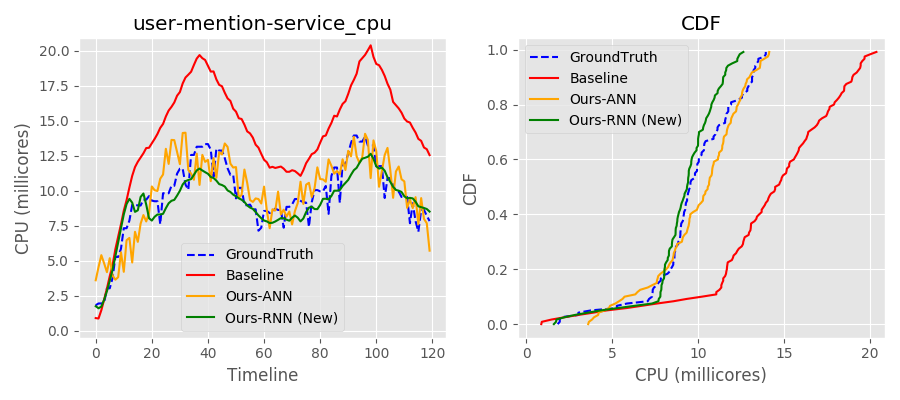 user-mention-service_cpu
CPU (millicores)
20.0
17.5
15.0
12.5
10.0
7.5
5.0
2.5
0.0
GroundTruth
Baseline
Ours-ANN
Ours-RNN (New)
0 20 40 60 80 100 120
Timeline
CDF
CDF
1.0
0.8
0.6
0.4
0.2
0.0
GroundTruth
Baseline
Ours-ANN
Ours-RNN (New)
0 5 10 15 20
CPU (millicores)